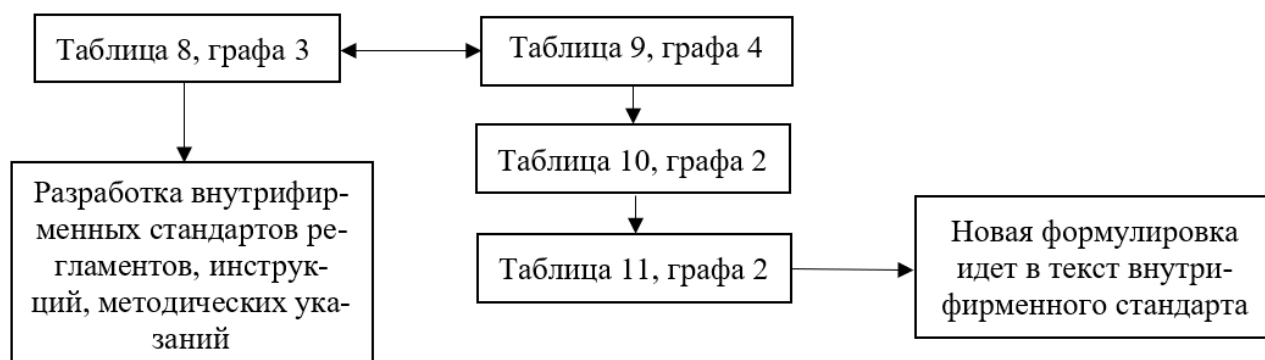 Таблица 8, графа 3
Таблица 9, графа 4
Таблица 10, графа 2
Разработка внутрифир-
менных стандартов ре-
гламентов, инструк-
ций, методических ука-
заний
Таблица 11, графа 2
Новая формулировка
идет в текст внутри-
фирменного стандарта